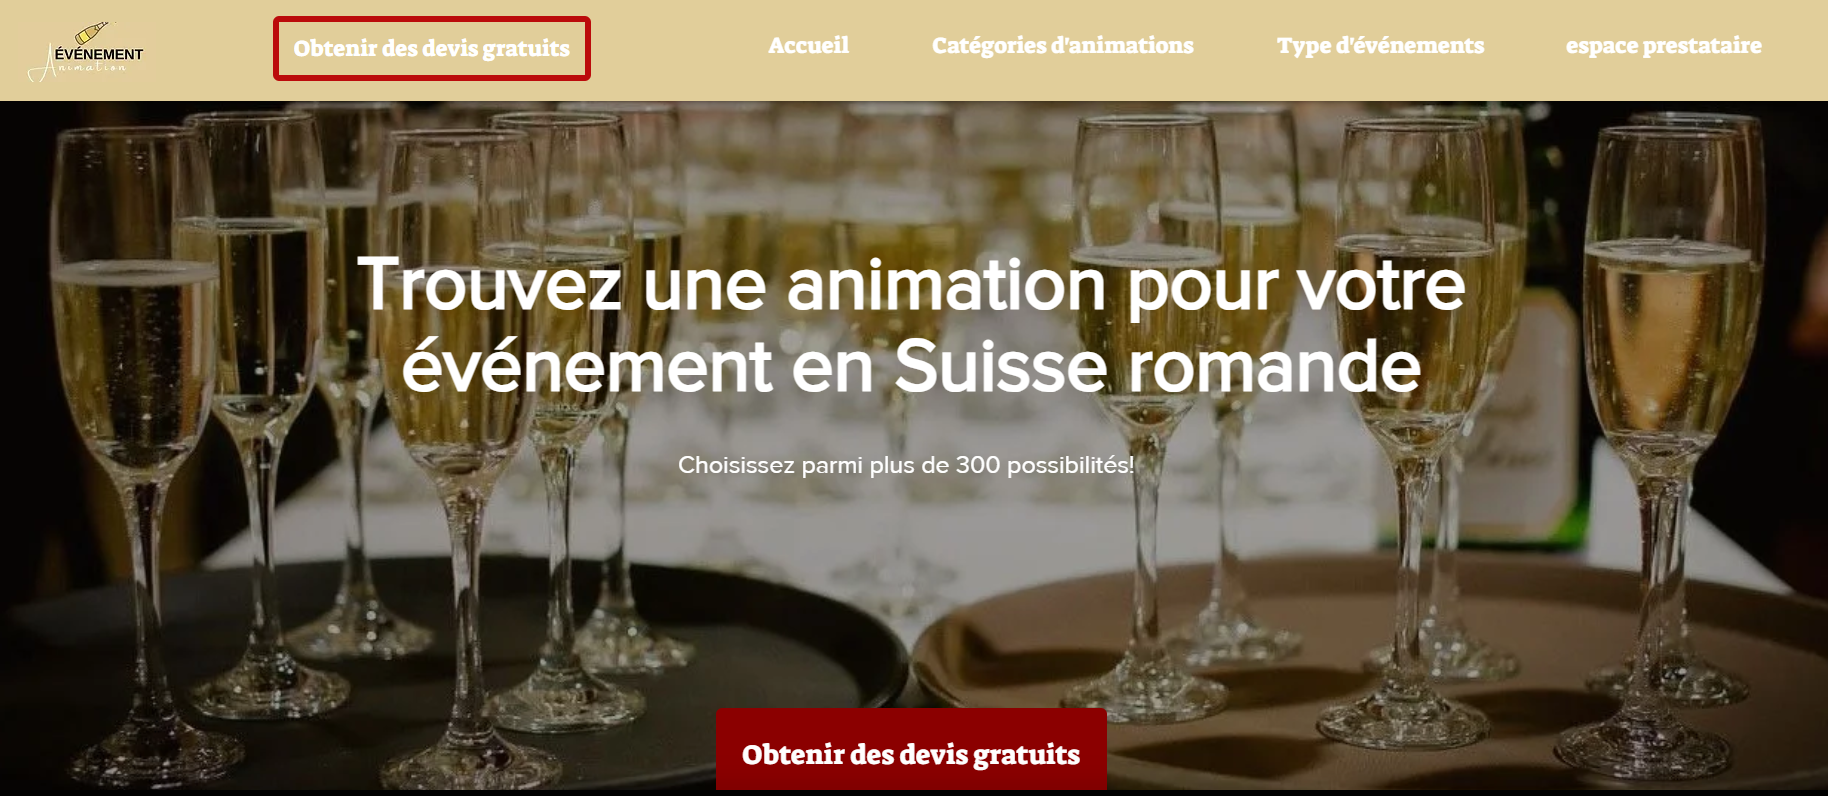 ÉVÉNEMENT
Animation
Obtenir des devis gratuits
Accueil
Catégories d'animations
Type d'événements
espace prestataire
Trouvez une animation pour votre
événement en Suisse romande
Choisissez parmi plus de 300 possibilités!
Obtenir des devis gratuits